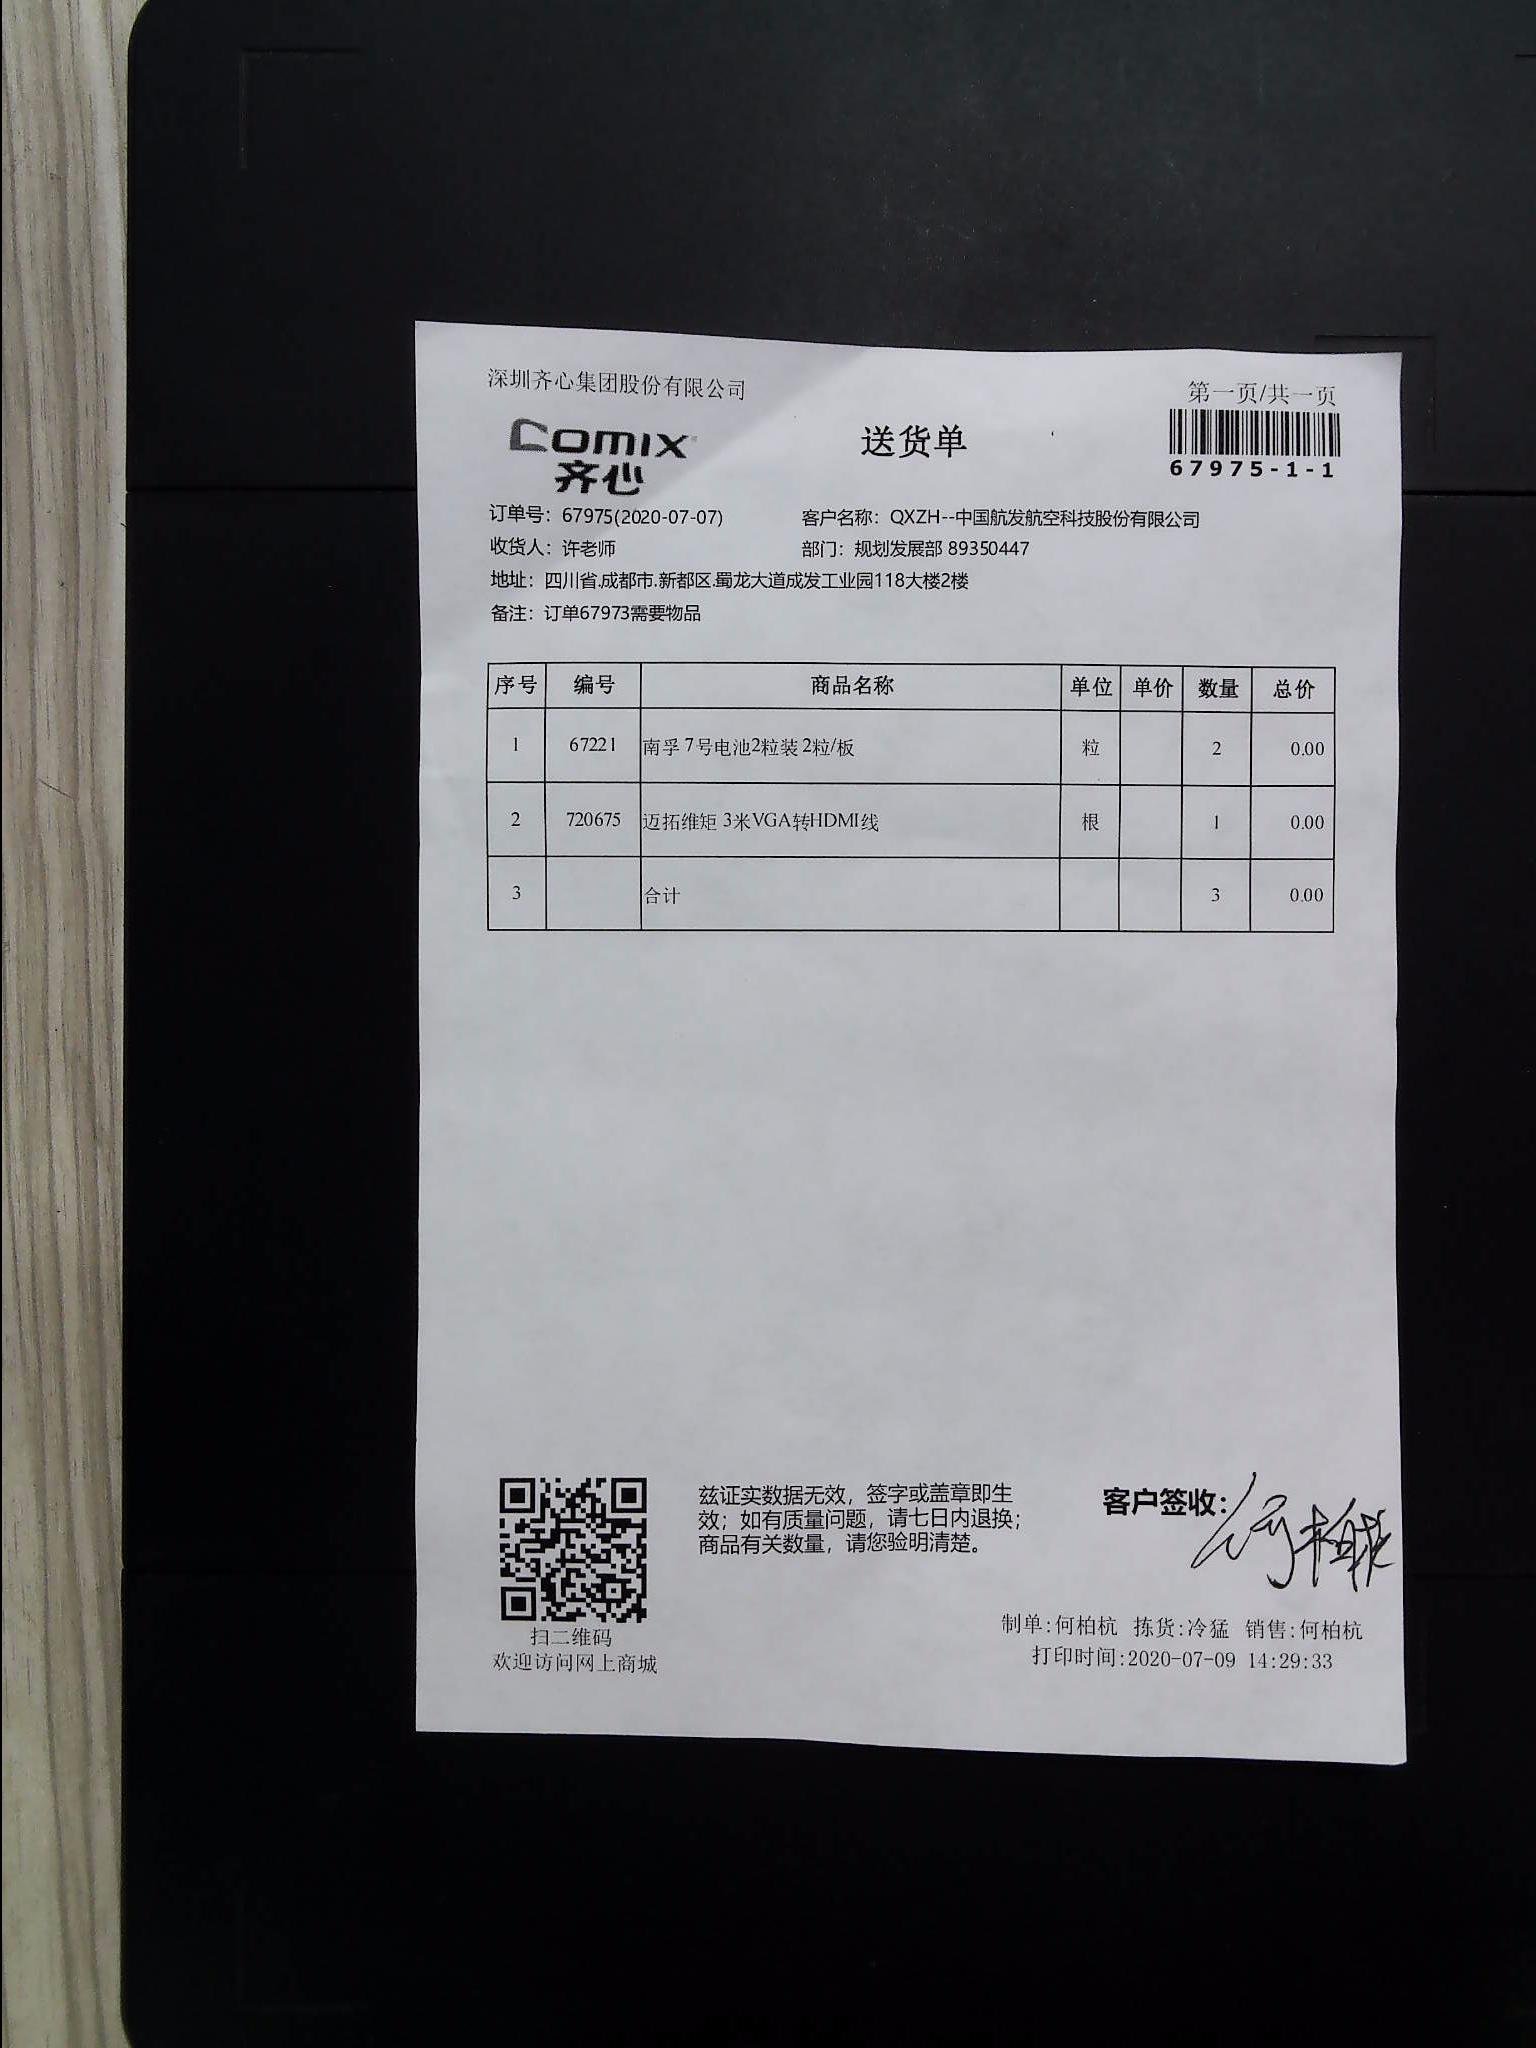 深圳齐心集团股份有限公司
第一页/共一页
comix
齐心
送货单
67975-1-1
订单号：67975(2020-07-07) 客户名称：QXZH--中国航发航空科技股份有限公司
收货人：许老师 部门：规划发展部 89350447
地址：四川省.成都市.新都区.蜀龙大道成发工业园118大楼2楼
备注：订单67973需要物品
序号 编号 商品名称 单位 单价 数量 总价
1 67221 南孚 7号电池2粒装 2粒/板 粒 2 0.00
2 720675 迈拓维矩 3米VGA转HDMI线 根 1 0.00
3 合计 3 0.00
兹证实数据无效，签字或盖章即生
效；如有质量问题，请七日内退换；
商品有关数量，请您验明清楚。
客户签收：何柏杭
扫二维码
欢迎访问网上商城
制单:何柏杭 拣货:冷猛 销售:何柏杭
打印时间:2020-07-09 14:29:33